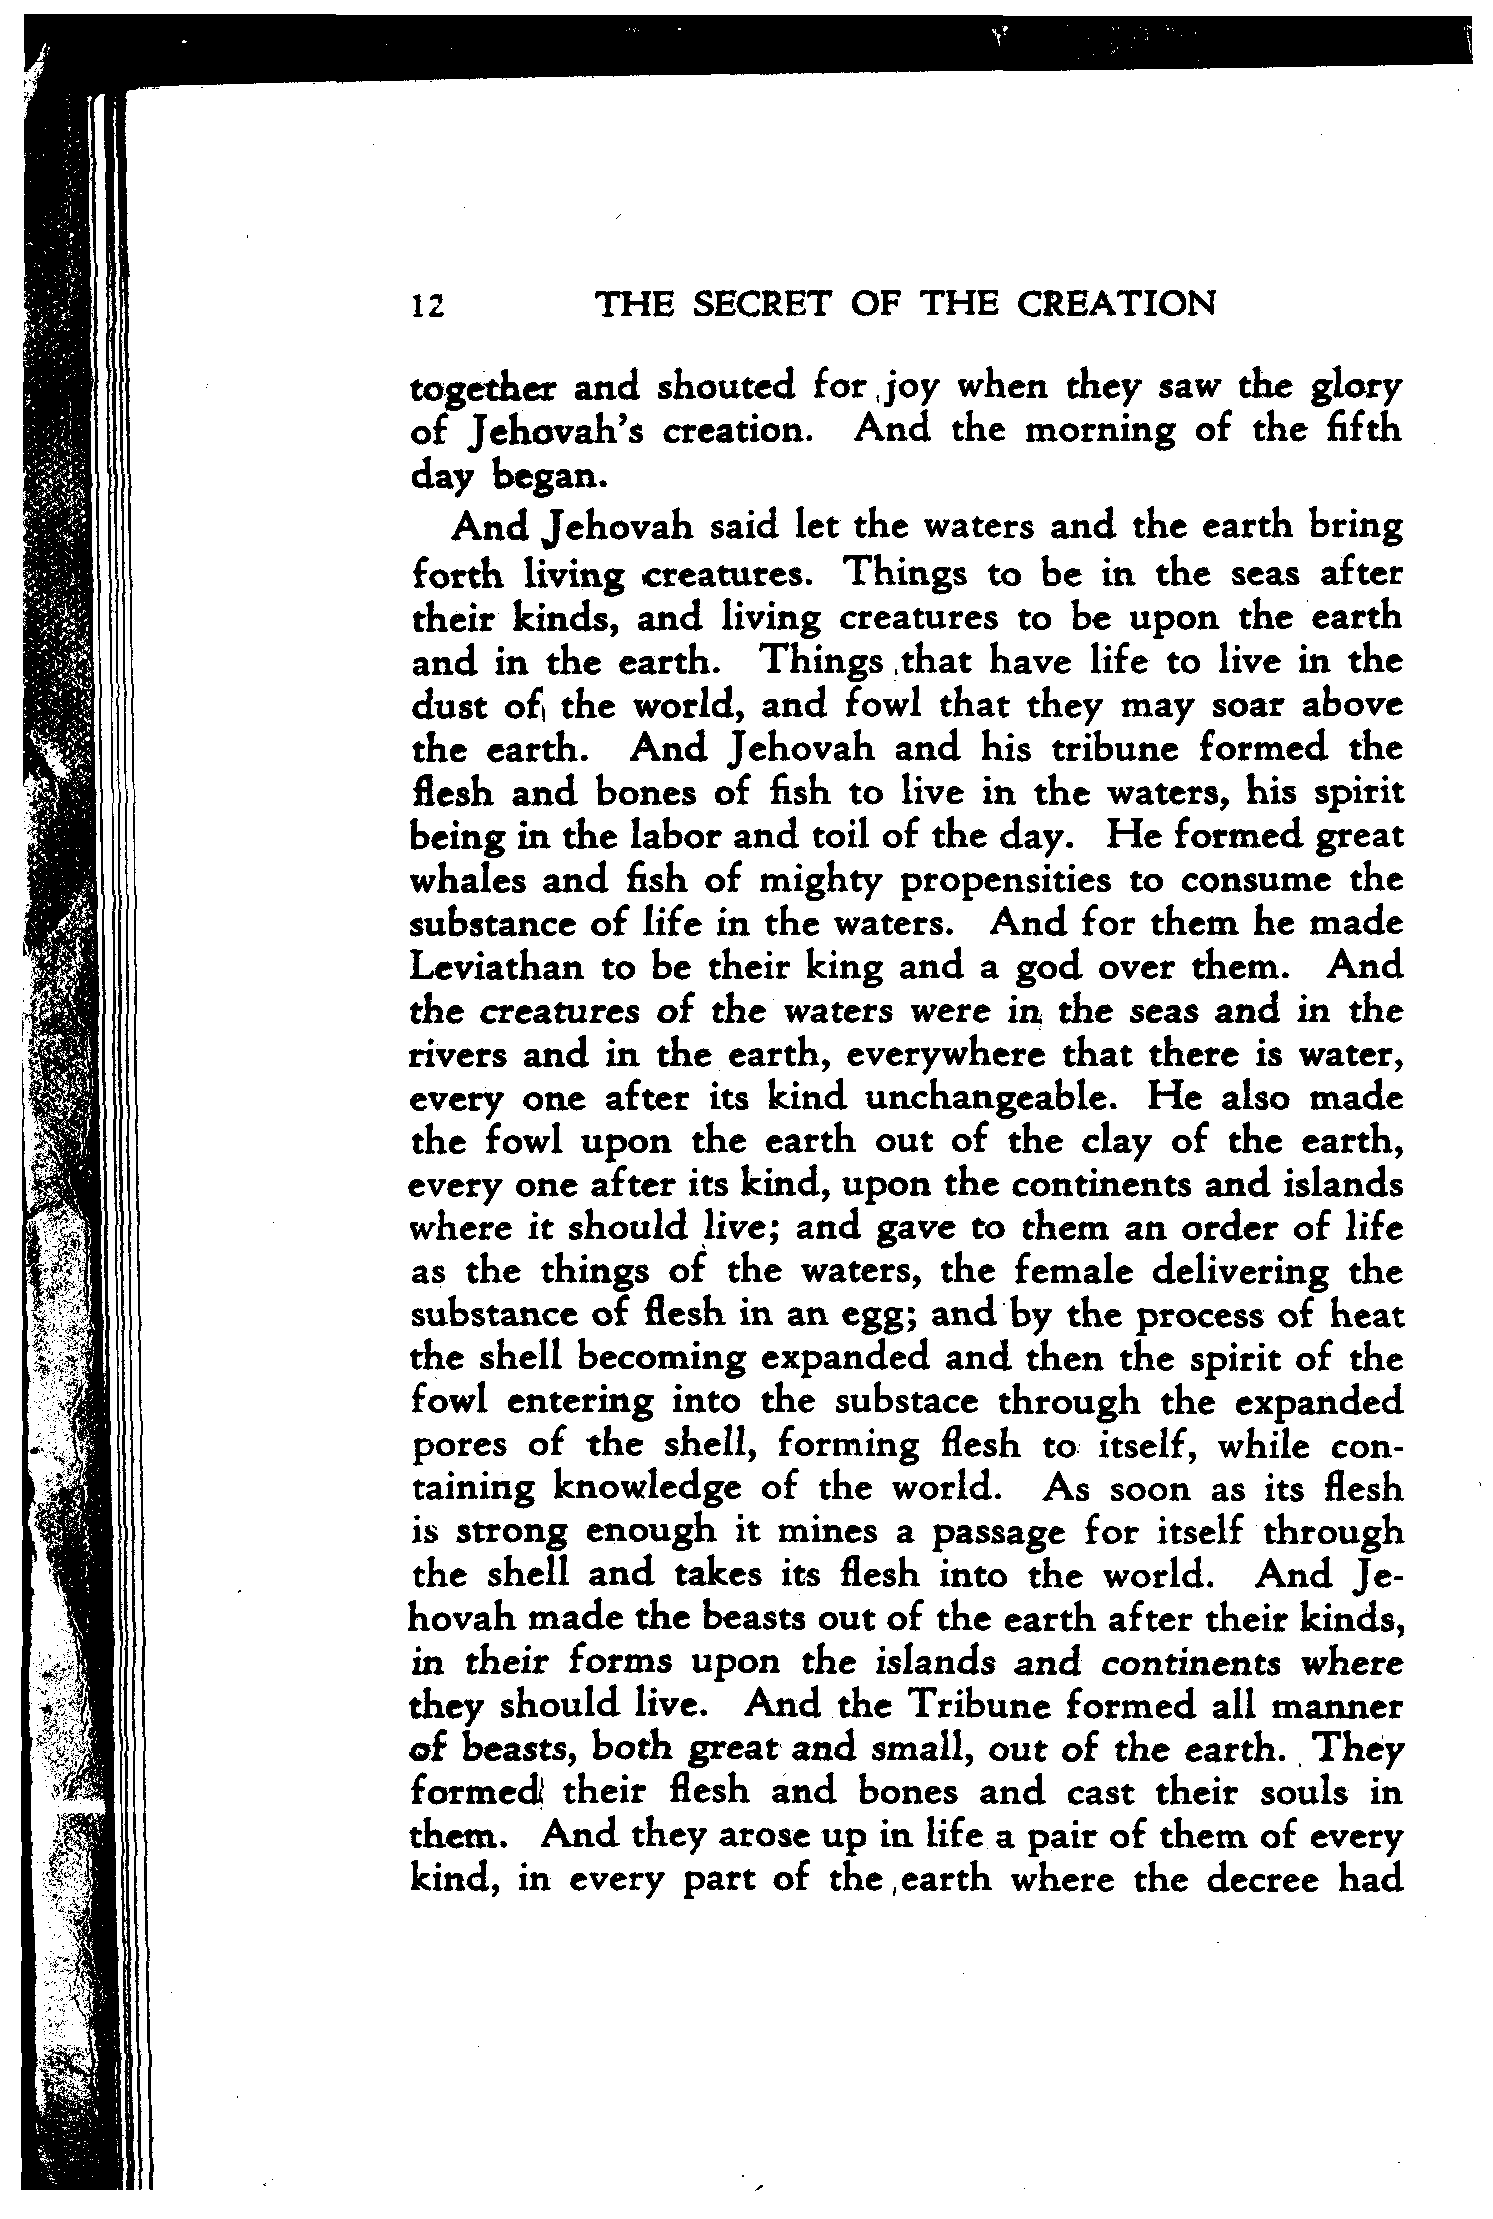 12 THE SECRET OF THE CREATION
together and shouted for joy when they saw the glory
of Jehovah's creation. And the morning of the fifth
day began.
And Jehovah said let the waters and the earth bring
forth living creatures. Things to be in the seas after
their kinds, and living creatures to be upon the earth
and in the earth. Things that have life to live in the
dust of the world, and fowl that they may soar above
the earth. And Jehovah and his tribune formed the
flesh and bones of fish to live in the waters, his spirit
being in the labor and toil of the day. He formed great
whales and fish of mighty propensities to consume the
substance of life in the waters. And for them he made
Leviathan to be their king and a god over them. And
the creatures of the waters were in the seas and in the
rivers and in the earth, everywhere that there is water,
every one after its kind unchangeable. He also made
the fowl upon the earth out of the clay of the earth,
every one after its kind, upon the continents and islands
where it should live; and gave to them an order of life
as the things of the waters, the female delivering the
substance of flesh in an egg; and by the process of heat
the shell becoming expanded and then the spirit of the
fowl entering into the substace through the expanded
pores of the shell, forming flesh to itself, while con-
taining knowledge of the world. As soon as its flesh
is strong enough it mines a passage for itself through
the shell and takes its flesh into the world. And Je-
hovah made the beasts out of the earth after their kinds,
in their forms upon the islands and continents where
they should live. And the Tribune formed all manner
of beasts, both great and small, out of the earth. They
formed their flesh and bones and cast their souls in
them. And they arose up in life a pair of them of every
kind, in every part of the earth where the decree had